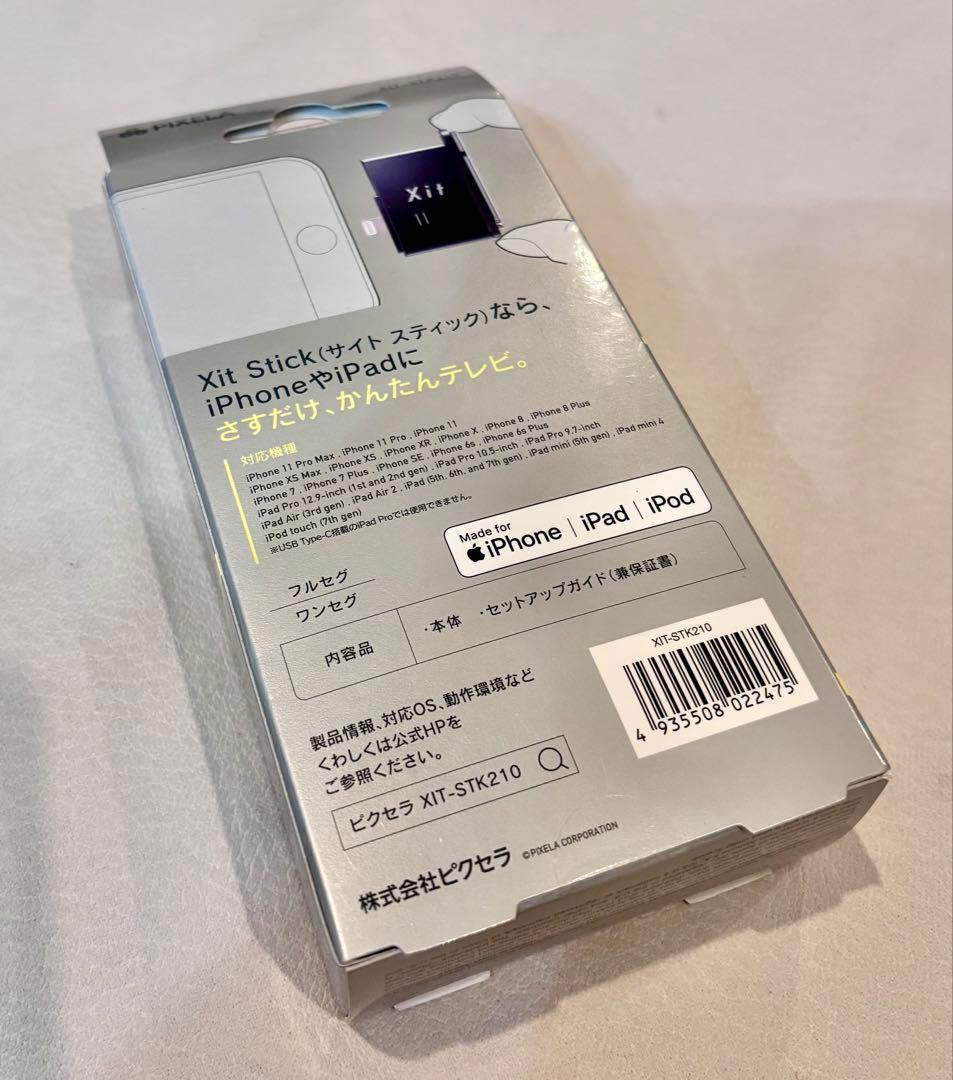 PIXELA
Xit
Xit Stick(サイト スティック)なら、
iPhoneやiPadに
さすだけ、かんたんテレビ。
対応機種
iPhone 11 Pro Max . iPhone 11 Pro . iPhone 11
iPhone XS Max . iPhone XS . iPhone XR . iPhone X . iPhone 8 . iPhone 8 Plus
iPhone 7 . iPhone 7 Plus . iPhone SE . iPhone 6s . iPhone 6s Plus
iPad Pro 12.9-inch (1st and 2nd gen) . iPad Pro 10.5-inch . iPad Pro 9.7-inch
iPad Air (3rd gen) . iPad Air 2 . iPad (5th. 6th. and 7th gen) . iPad mini (5th gen) . iPad mini 4
iPod touch (7th gen)
※USB Type-C搭載のiPad Proでは使用できません。
Made for
iPhone | iPad | iPod
フルセグ
ワンセグ
内容品
・本体 ・セットアップガイド(兼保証書)
XIT-STK210
4 935508 022475
製品情報、対応OS、動作環境など
くわしくは公式HPを
ご参照ください。
ピクセラ XIT-STK210
株式会社ピクセラ ©PIXELA CORPORATION